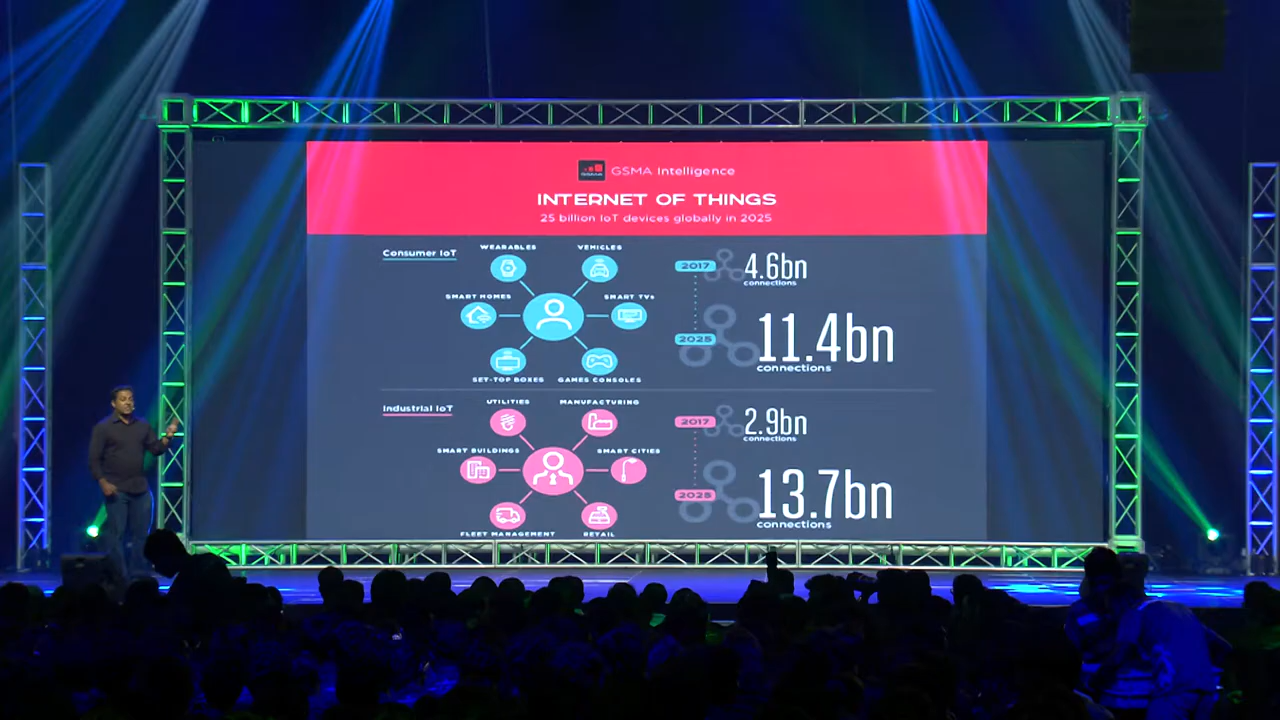 GSMA Intelligence
INTERNET OF THINGS
25 billion IoT devices globally in 2025
Consumer IoT
WEARABLES
VEHICLES
SMART HOMES
SMART TVs
SET-TOP BOXES
GAMES CONSOLES
2017
4.6bn
connections
2025
11.4bn
connections
Industrial IoT
UTILITIES
MANUFACTURING
SMART BUILDINGS
SMART CITIES
FLEET MANAGEMENT
RETAIL
2017
2.9bn
connections
2025
13.7bn
connections